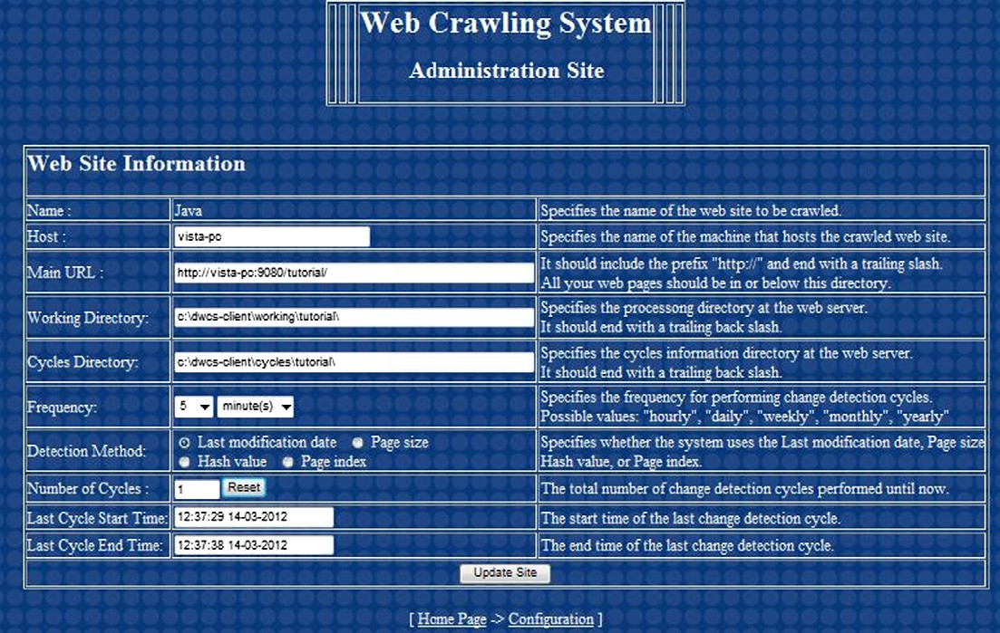 Web Crawling System
Administration Site
Web Site Information
Name : Java Specifies the name of the web site to be crawled.
Host : vista-pc Specifies the name of the machine that hosts the crawled web site.
Main URL : http://vista-pc:9080/tutorial/ It should include the prefix "http://" and end with a trailing slash.
All your web pages should be in or below this directory.
Working Directory: c:\dwcs-client\working\tutorial\ Specifies the processong directory at the web server.
It should end with a trailing back slash.
Cycles Directory: c:\dwcs-client\cycles\tutorial\ Specifies the cycles information directory at the web server.
It should end with a trailing back slash.
Frequency: 5 minute(s) Specifies the frequency for performing change detection cycles.
Possible values: "hourly", "daily", "weekly", "monthly", "yearly"
Detection Method: Last modification date Page size Specifies whether the system uses the Last modification date, Page size
Hash value Page index Hash value, or Page index.
Number of Cycles : 1 Reset The total number of change detection cycles performed until now.
Last Cycle Start Time: 12:37:29 14-03-2012 The start time of the last change detection cycle.
Last Cycle End Time: 12:37:38 14-03-2012 The end time of the last change detection cycle.
Update Site
[ Home Page -> Configuration ]